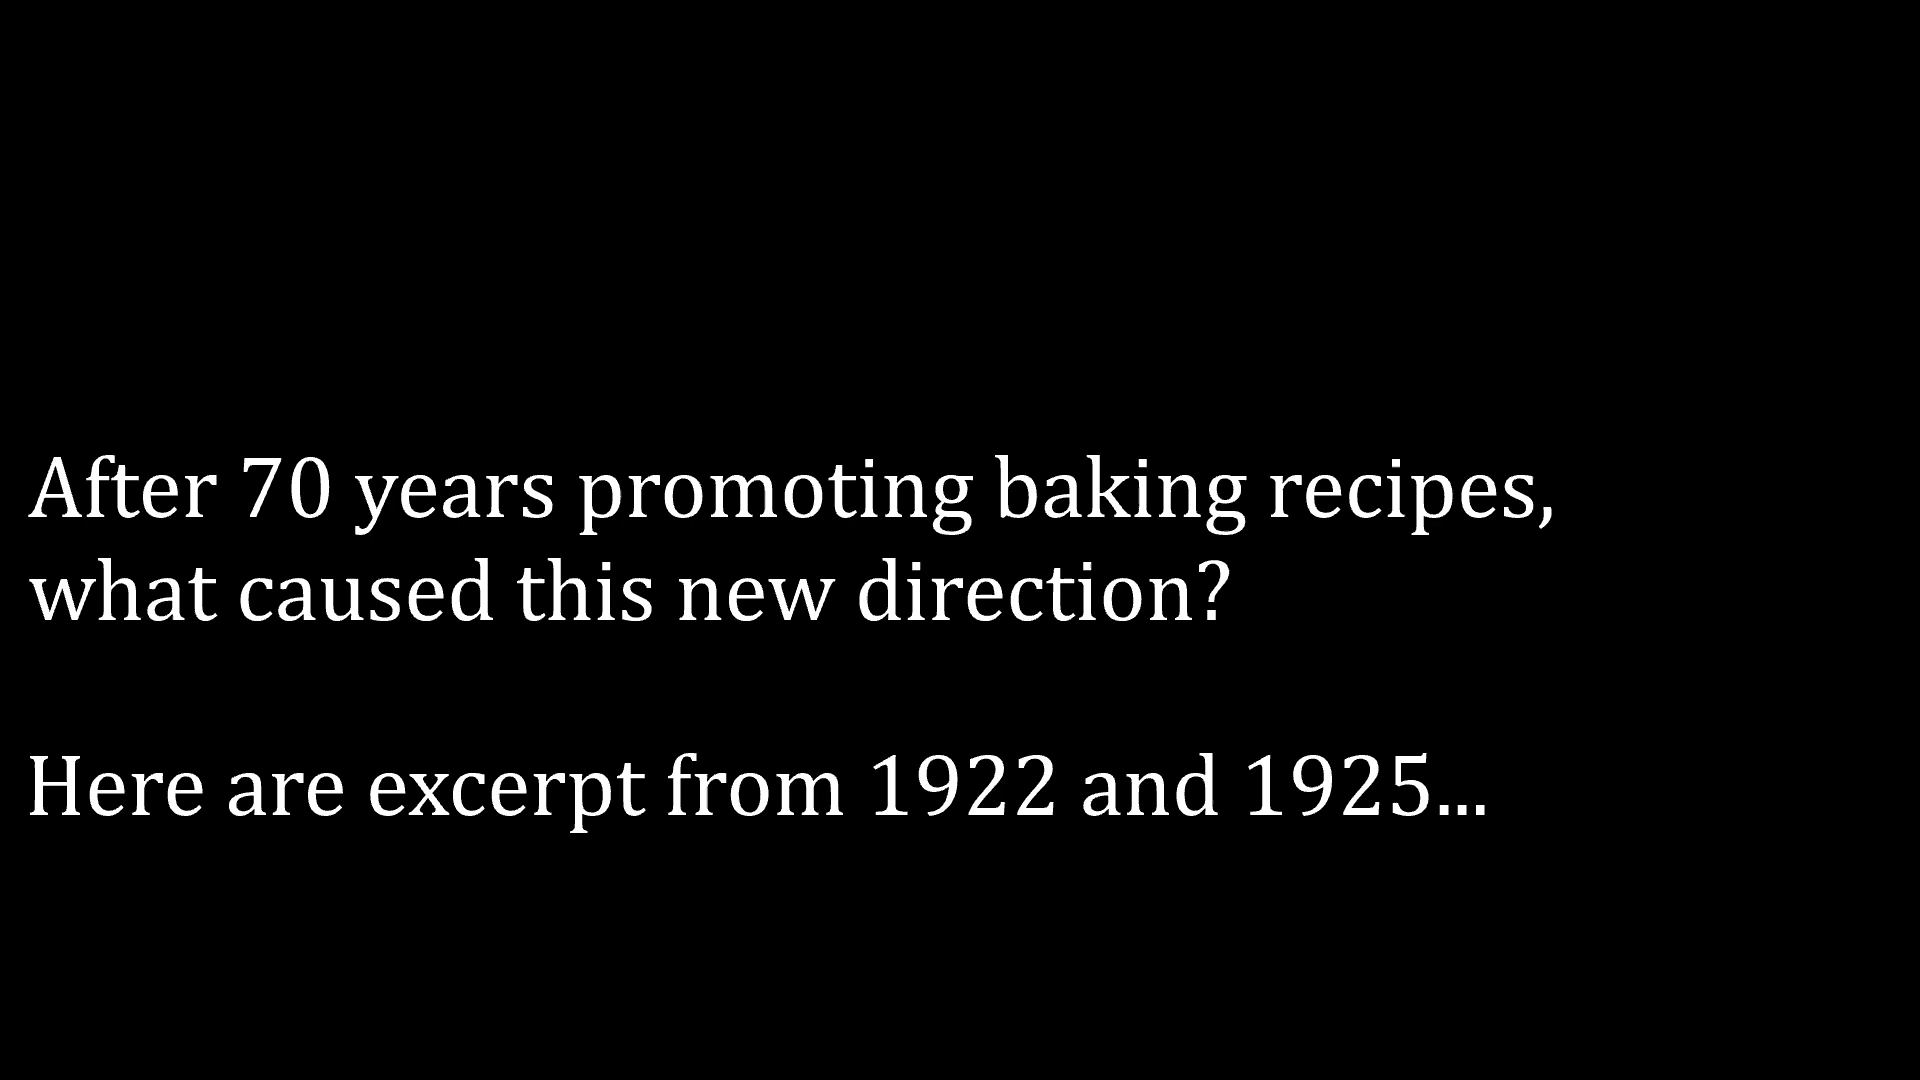 After 70 years promoting baking recipes,
what caused this new direction?
Here are excerpt from 1922 and 1925...